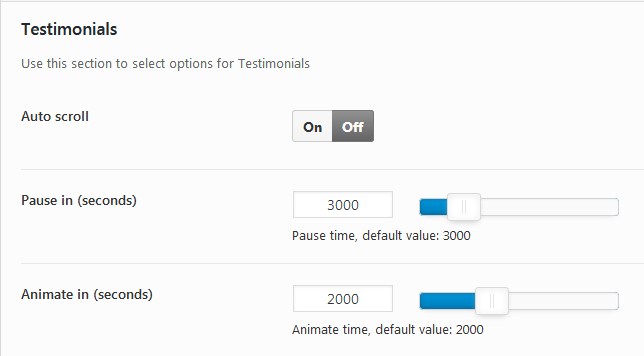 Testimonials
Use this section to select options for Testimonials
Auto scroll
On Off
Pause in (seconds)
3000
Pause time, default value: 3000
Animate in (seconds)
2000
Animate time, default value: 2000